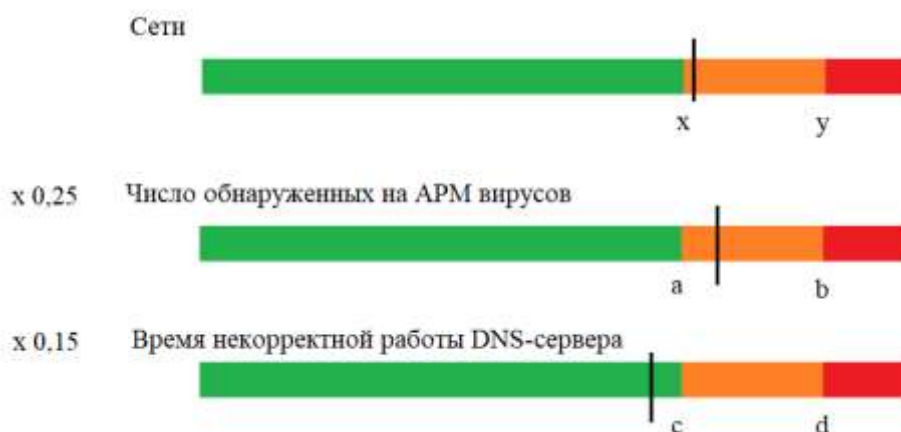 Сети
x y
x 0,25 Число обнаруженных на АРМ вирусов
a b
x 0.15 Время некорректной работы DNS-сервера
c d